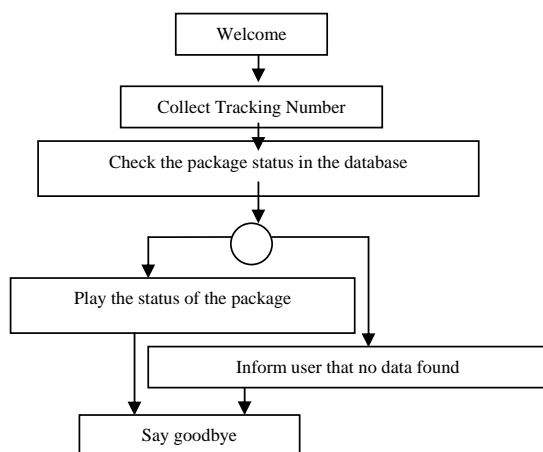 Welcome
Collect Tracking Number
Check the package status in the database
Play the status of the package
Inform user that no data found
Say goodbye